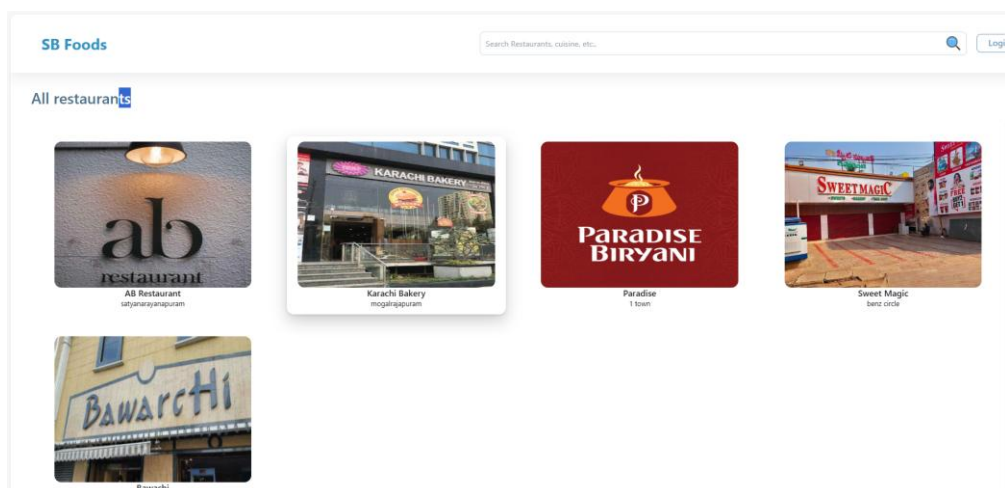 SB Foods
Search Restaurants, cuisine, etc.,
Logi
All restaurants
ab
restaurant
KARACHI BAKERY
P
PARADISE
BIRYANI
SWEET MAGIC
BAWARCHI
AB Restaurant
satyanarayanapuram
Karachi Bakery
mogalrajapuram
Paradise
1 town
Sweet Magic
benz circle
Bawachi